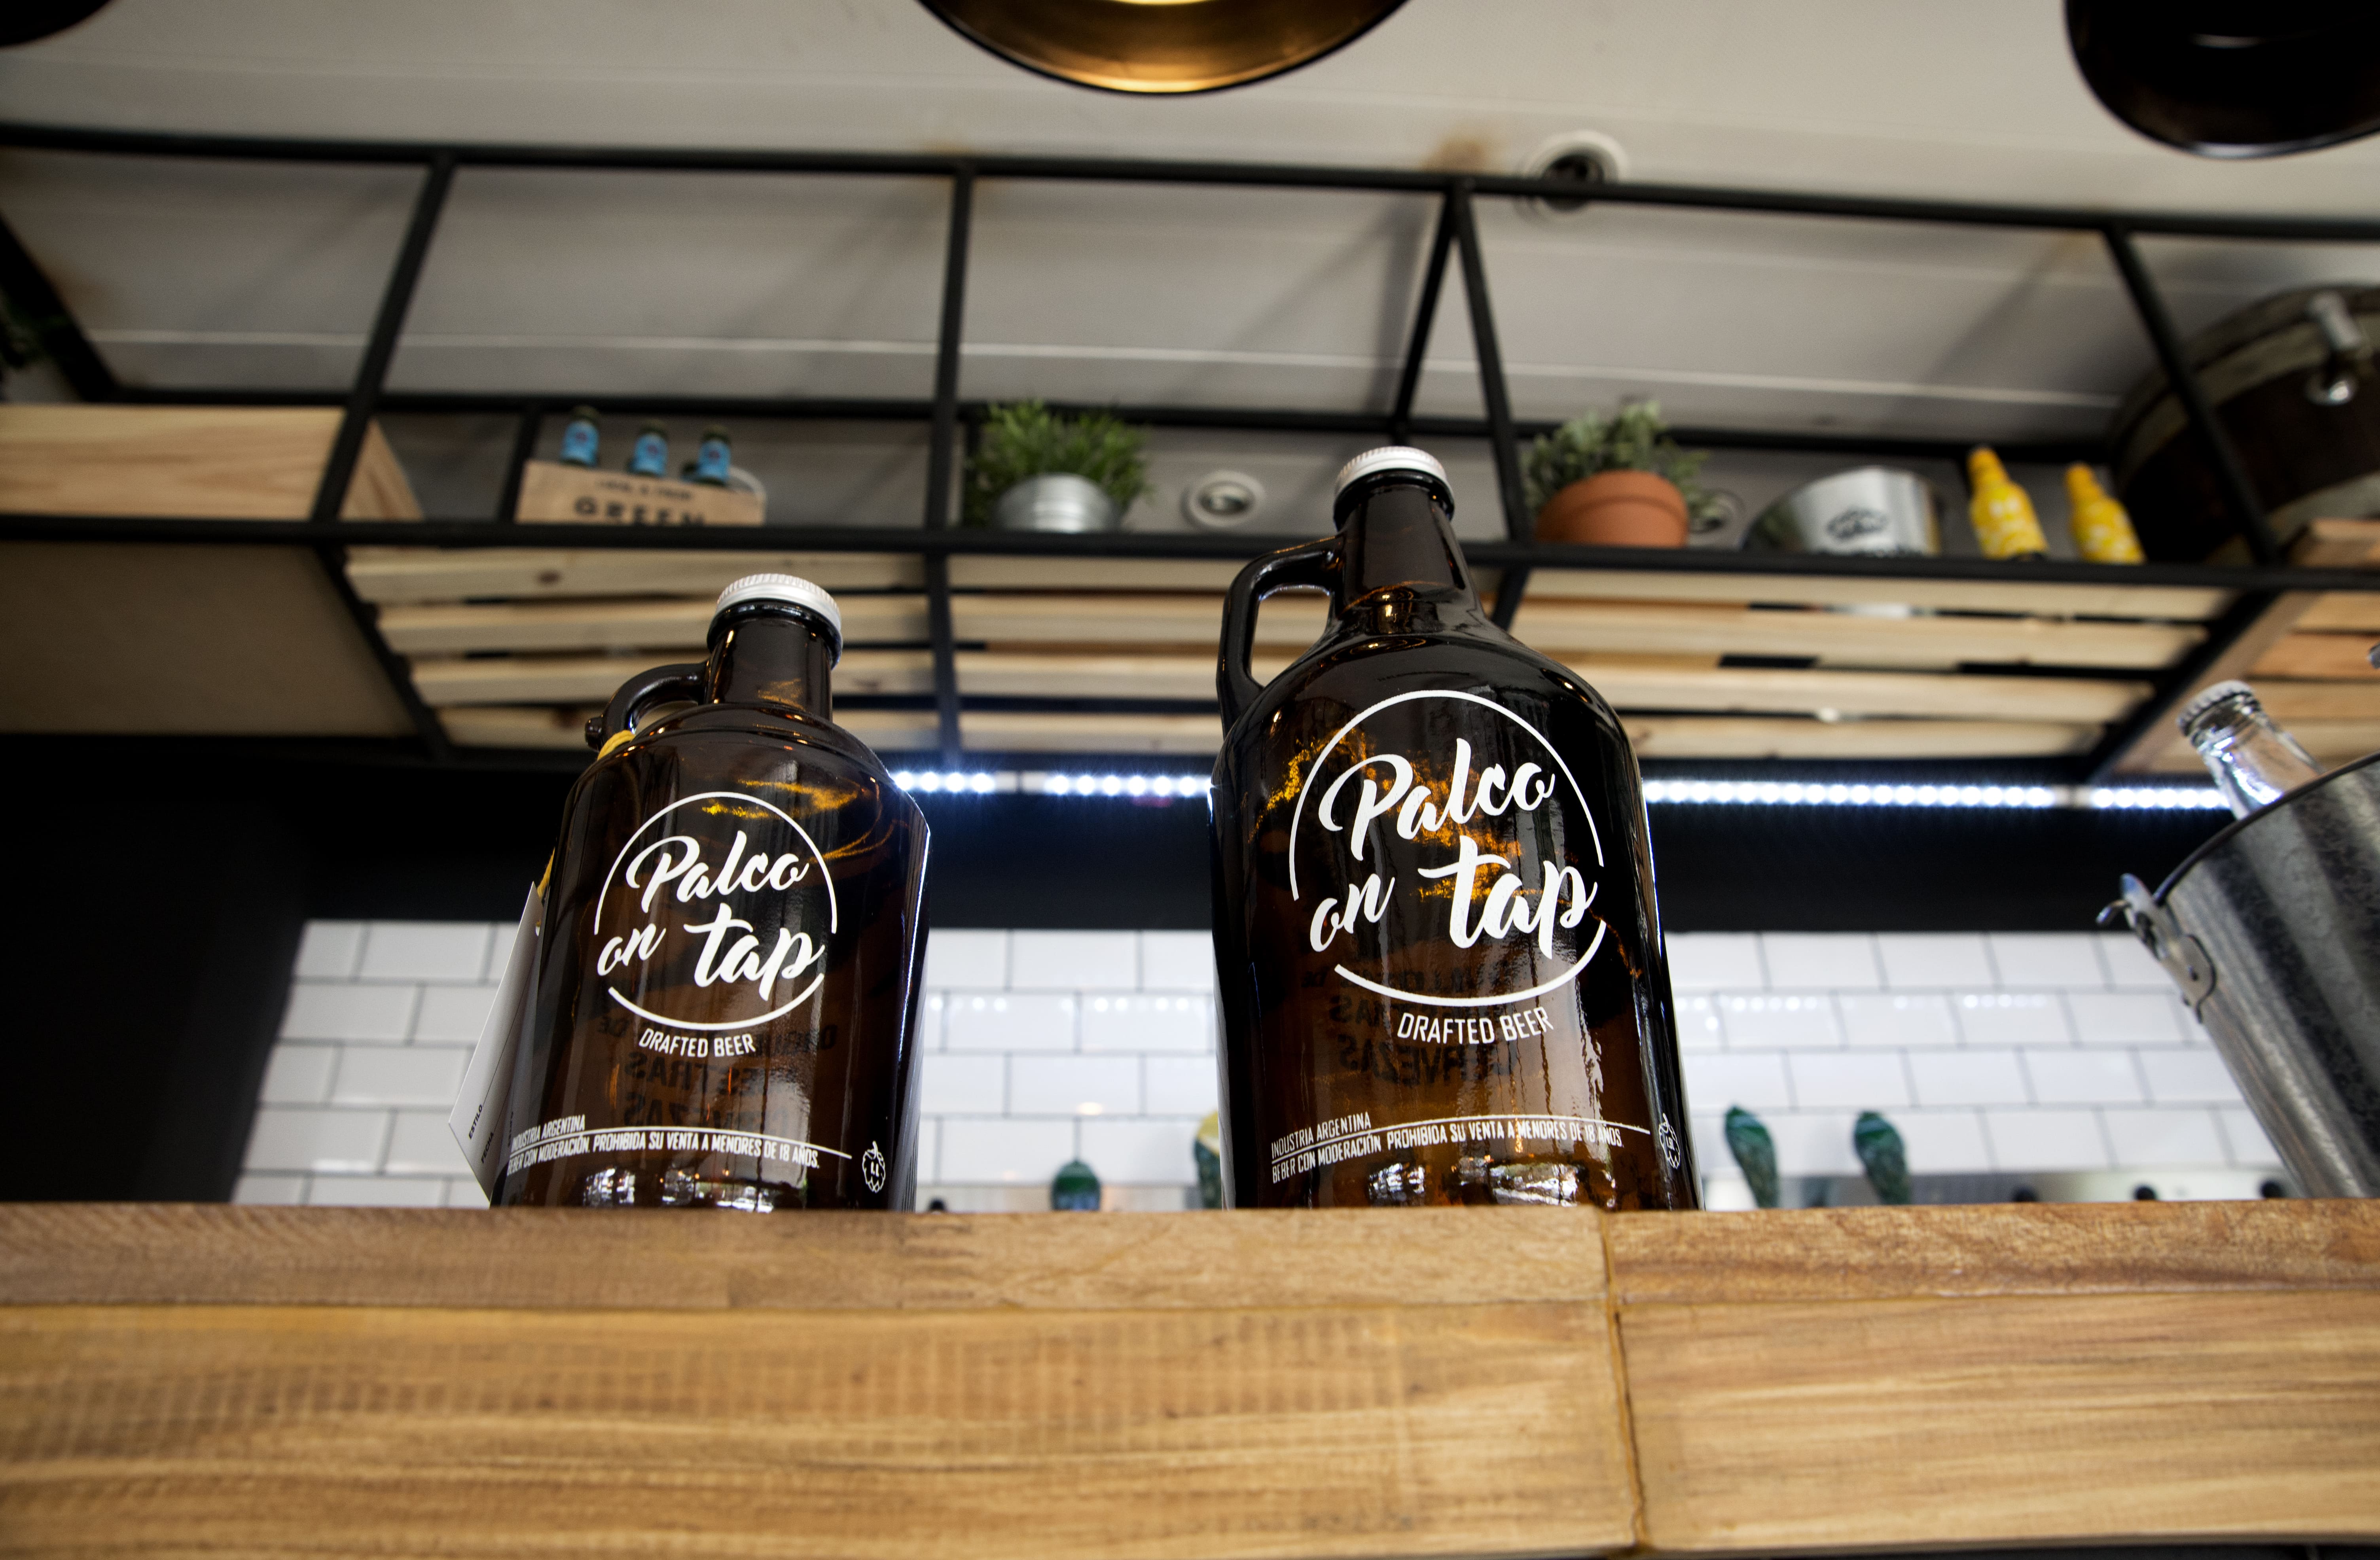 GREEN
Palco
on tap
DRAFTED BEER
INDUSTRIA ARGENTINA
BEBER CON MODERACIÓN. PROHIBIDA SU VENTA A MENORES DE 18 AÑOS.
ESTILO
Palco
on tap
DRAFTED BEER
INDUSTRIA ARGENTINA
BEBER CON MODERACIÓN. PROHIBIDA SU VENTA A MENORES DE 18 AÑOS.